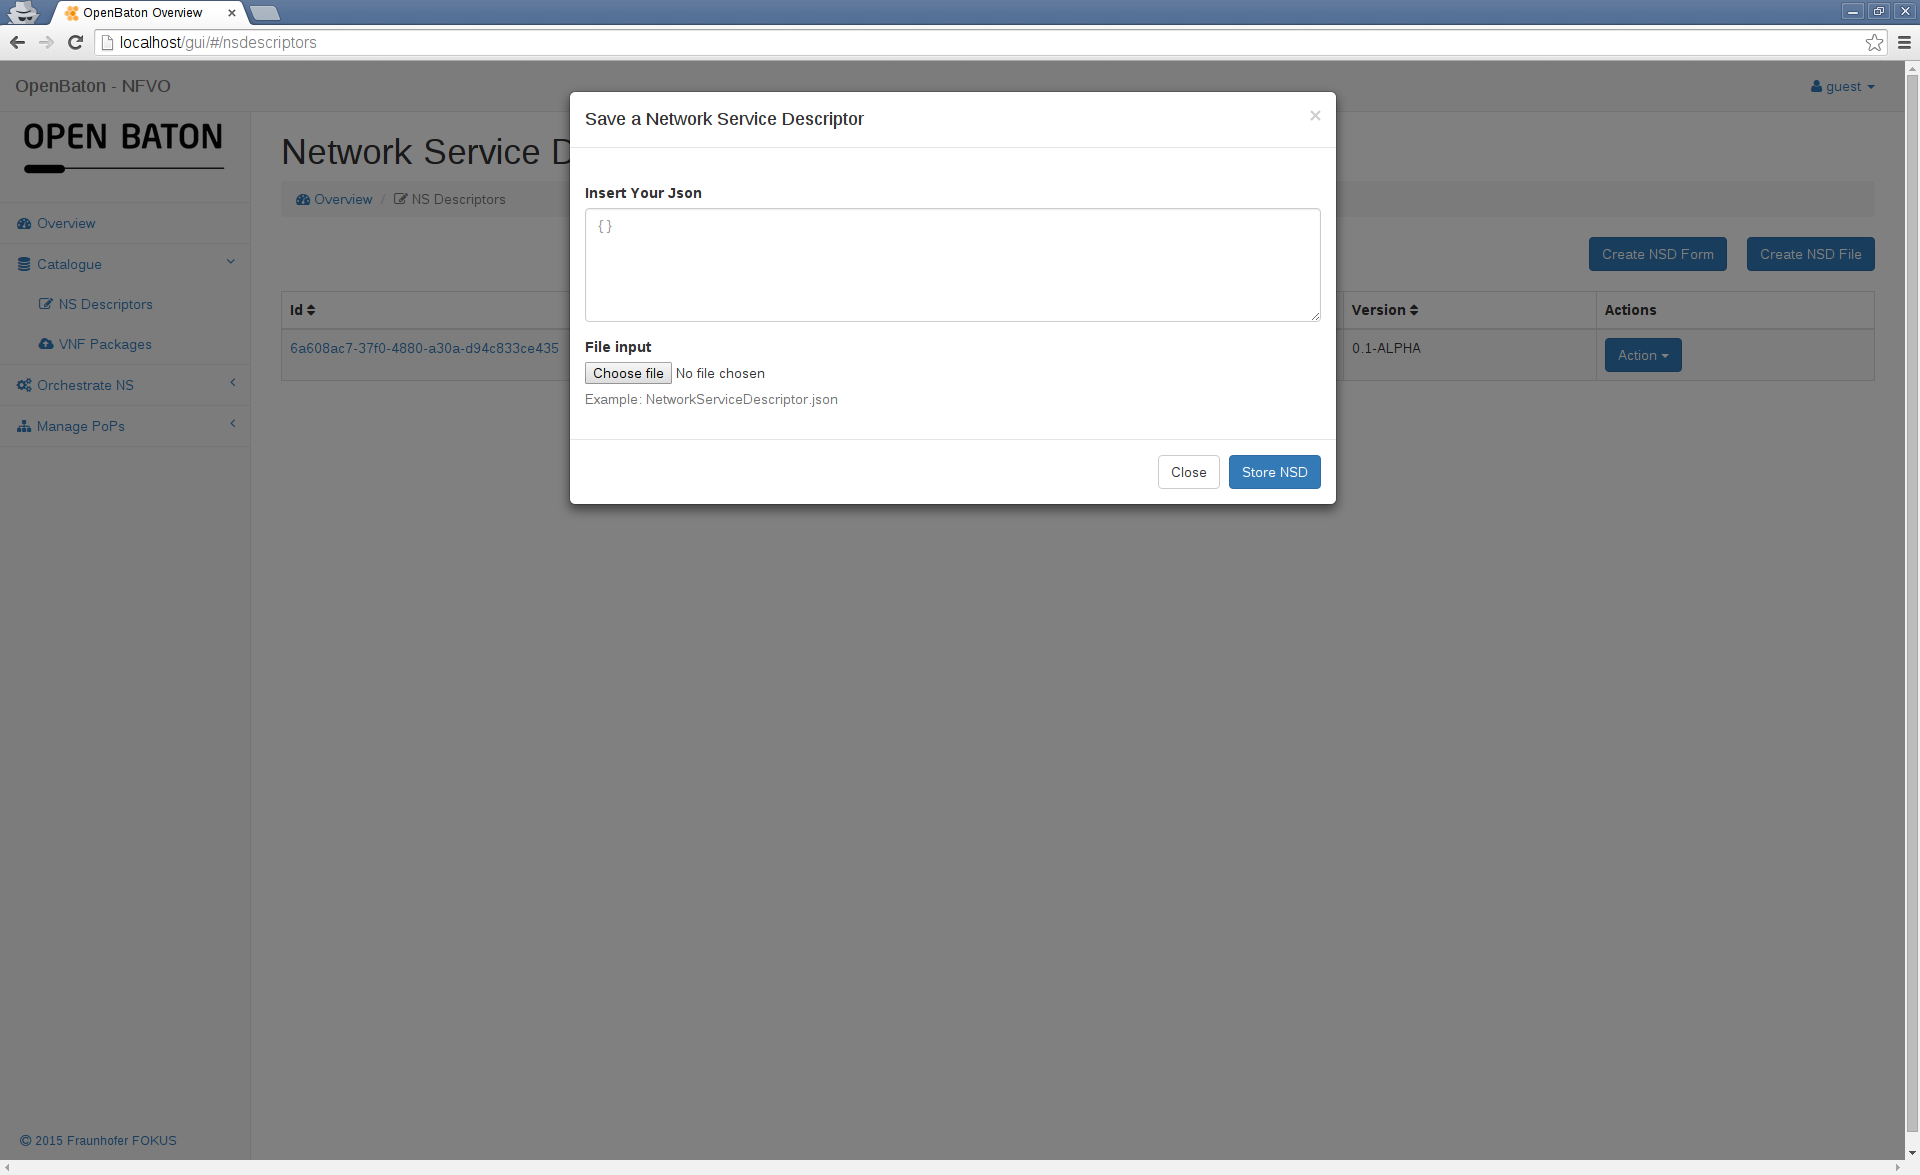 OpenBaton Overview
localhost/gui/#/nsdescriptors
OpenBaton - NFVO
guest
OPEN BATON
Overview
Catalogue
NS Descriptors
VNF Packages
Orchestrate NS
Manage PoPs
© 2015 Fraunhofer FOKUS
Network Service D
Overview / NS Descriptors
Create NSD Form Create NSD File
Id Version Actions
6a608ac7-37f0-4880-a30a-d94c833ce435 0.1-ALPHA Action
Save a Network Service Descriptor ×
Insert Your Json
{}
File input
Choose file No file chosen
Example: NetworkServiceDescriptor.json
Close Store NSD